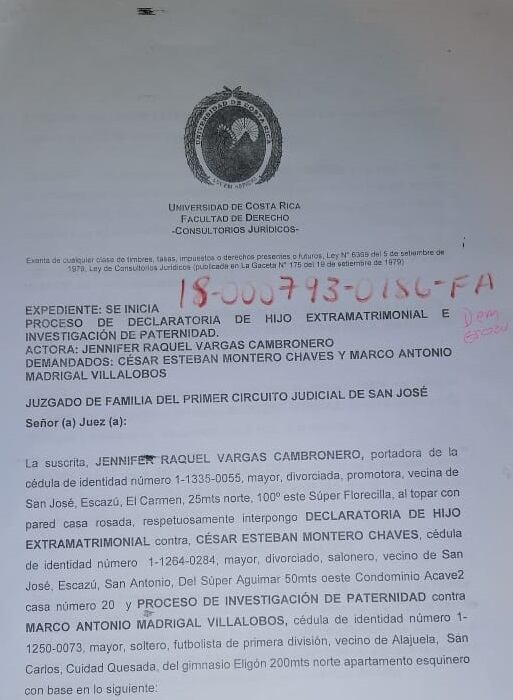 UNIVERSIDAD DE COSTA RICA
UNIVERSIDAD DE COSTA RICA
FACULTAD DE DERECHO
-CONSULTORIOS JURÍDICOS-
Exenta de cualquier clase de timbres, tasas, impuestos o derechos presentes o futuros, Ley N° 6369 del 5 de setiembre de
1979, Ley de Consultorios Jurídicos (publicada en La Gaceta N° 175 del 19 de setiembre de 1979)
18-000793-0186-FA
EXPEDIENTE: SE INICIA
PROCESO DE DECLARATORIA DE HIJO EXTRAMATRIMONIAL E
INVESTIGACIÓN DE PATERNIDAD.
Dem
Escazu
ACTORA: JENNIFER RAQUEL VARGAS CAMBRONERO
DEMANDADOS: CÉSAR ESTEBAN MONTERO CHAVES Y MARCO ANTONIO
MADRIGAL VILLALOBOS
JUZGADO DE FAMILIA DEL PRIMER CIRCUITO JUDICIAL DE SAN JOSÉ
Señor (a) Juez (a):
La suscrita, JENNIFER RAQUEL VARGAS CAMBRONERO, portadora de la
cédula de identidad número 1-1335-0055, mayor, divorciada, promotora, vecina de
San José, Escazú, El Carmen, 25mts norte, 100° este Súper Florecilla, al topar con
pared casa rosada, respetuosamente interpongo DECLARATORIA DE HIJO
EXTRAMATRIMONIAL contra, CÉSAR ESTEBAN MONTERO CHAVES, cédula
de identidad número 1-1264-0284, mayor, divorciado, salonero, vecino de San
José, Escazú, San Antonio, Del Súper Aguimar 50mts oeste Condominio Acave2
casa número 20 y PROCESO DE INVESTIGACIÓN DE PATERNIDAD contra
MARCO ANTONIO MADRIGAL VILLALOBOS, cédula de identidad número 1-
1250-0073, mayor, soltero, futbolista de primera división, vecino de Alajuela, San
Carlos, Cuidad Quesada, del gimnasio Eligón 200mts norte apartamento esquinero
con base en lo siguiente: